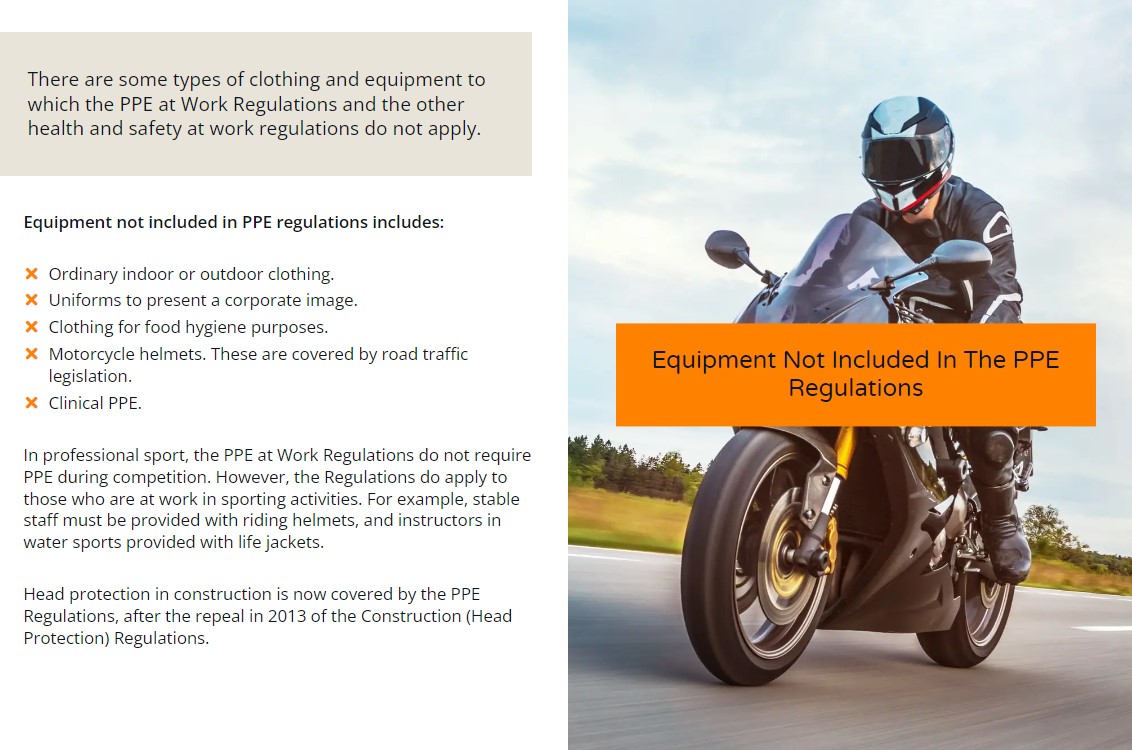 There are some types of clothing and equipment to
which the PPE at Work Regulations and the other
health and safety at work regulations do not apply.
Equipment not included in PPE regulations includes:
Ordinary indoor or outdoor clothing.
Uniforms to present a corporate image.
Clothing for food hygiene purposes.
Motorcycle helmets. These are covered by road traffic
legislation.
Clinical PPE.
In professional sport, the PPE at Work Regulations do not require
PPE during competition. However, the Regulations do apply to
those who are at work in sporting activities. For example, stable
staff must be provided with riding helmets, and instructors in
water sports provided with life jackets.
Head protection in construction is now covered by the PPE
Regulations, after the repeal in 2013 of the Construction (Head
Protection) Regulations.
Equipment Not Included In The PPE
Regulations